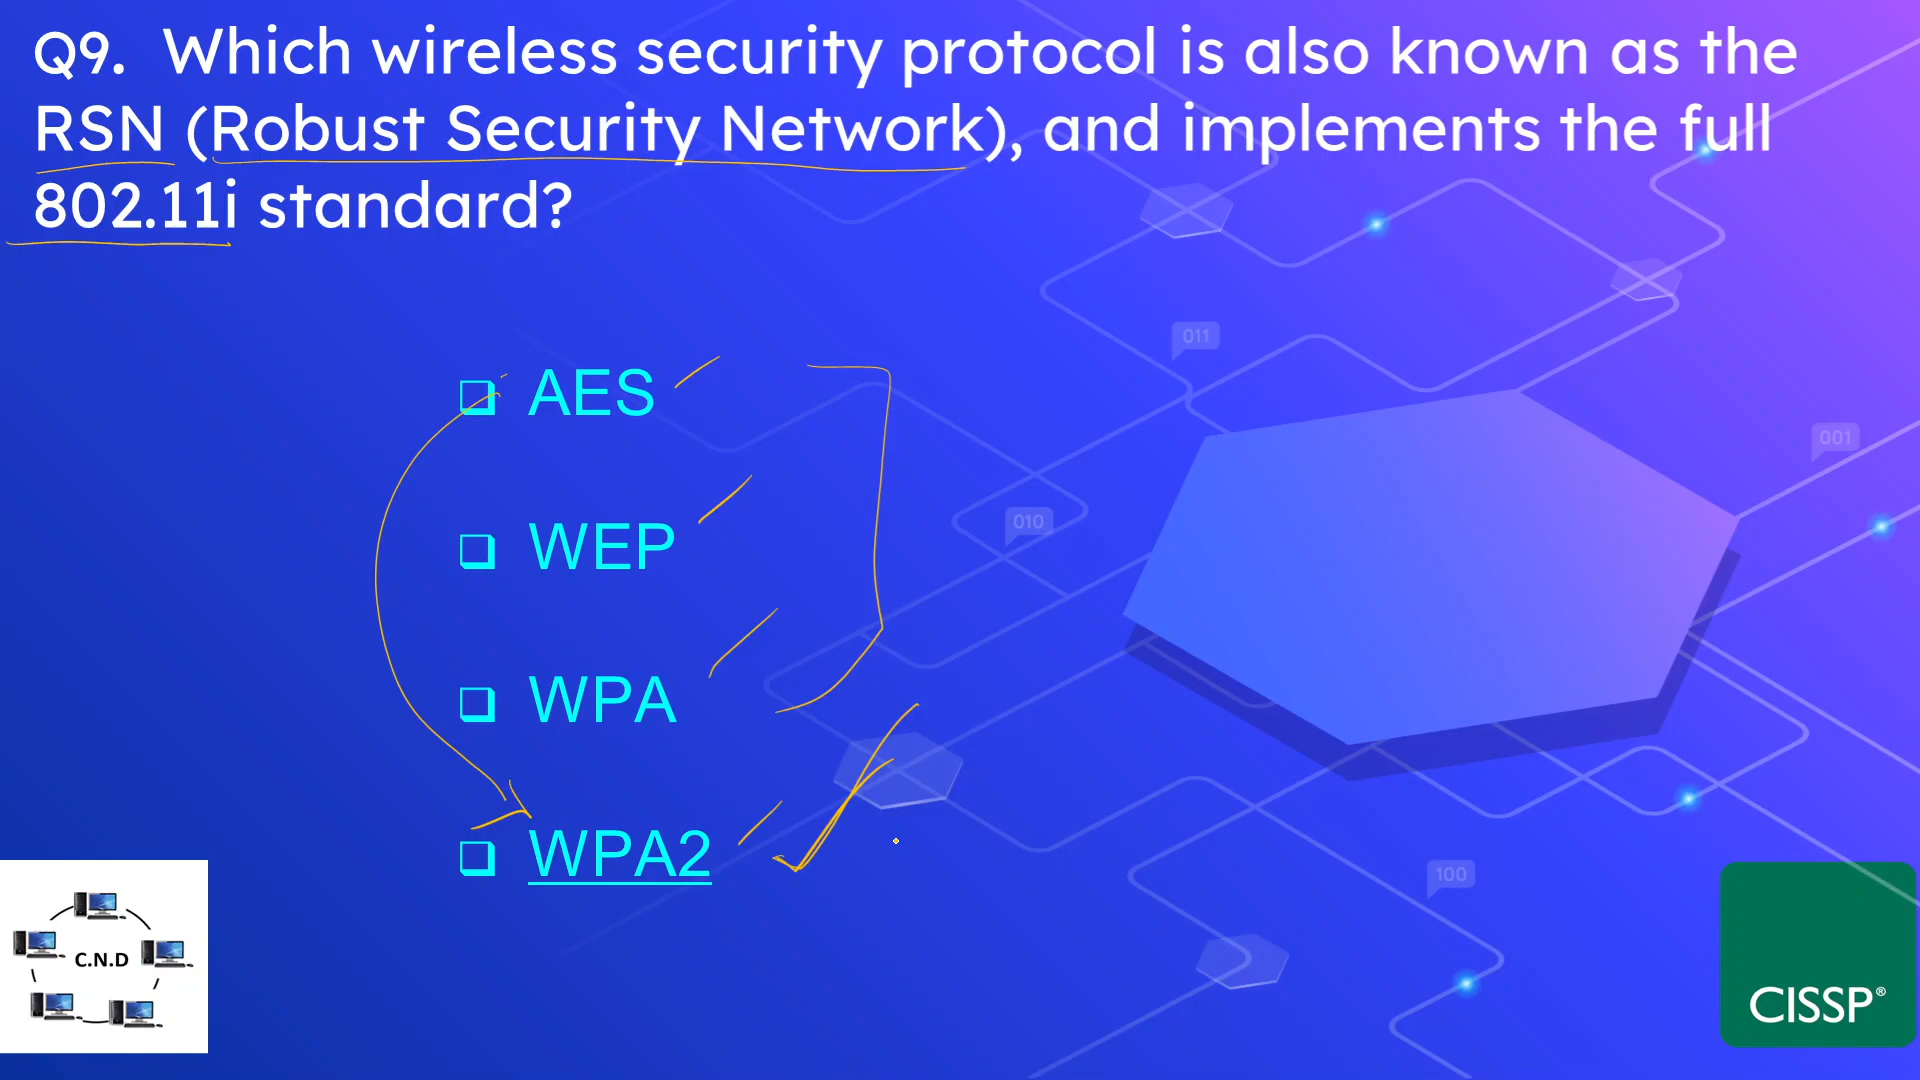 Q9. Which wireless security protocol is also known as the
RSN (Robust Security Network), and implements the full
802.11i standard?
011
AES
001
010
WEP
WPA
WPA2
100
C.N.D
CISSP®